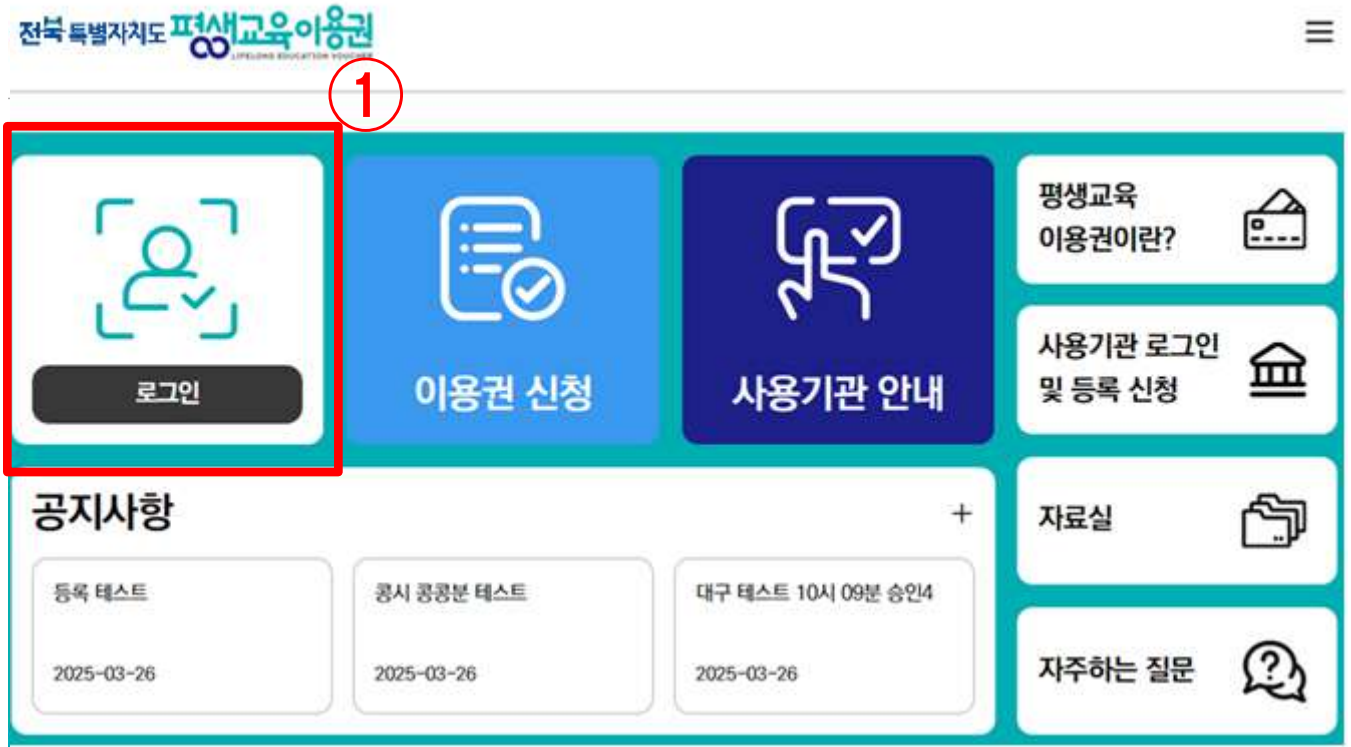 전북특별자치도 평생교육이용권
LIFELONG EDUCATION VOUCHER
①
로그인
이용권 신청
사용기관 안내
평생교육
이용권이란?
사용기관 로그인
및 등록 신청
자료실
자주하는 질문
공지사항
+
등록 테스트
2025-03-26
콩시 콩콩분 테스트
2025-03-26
대구 테스트 10시 09분 승인4
2025-03-26